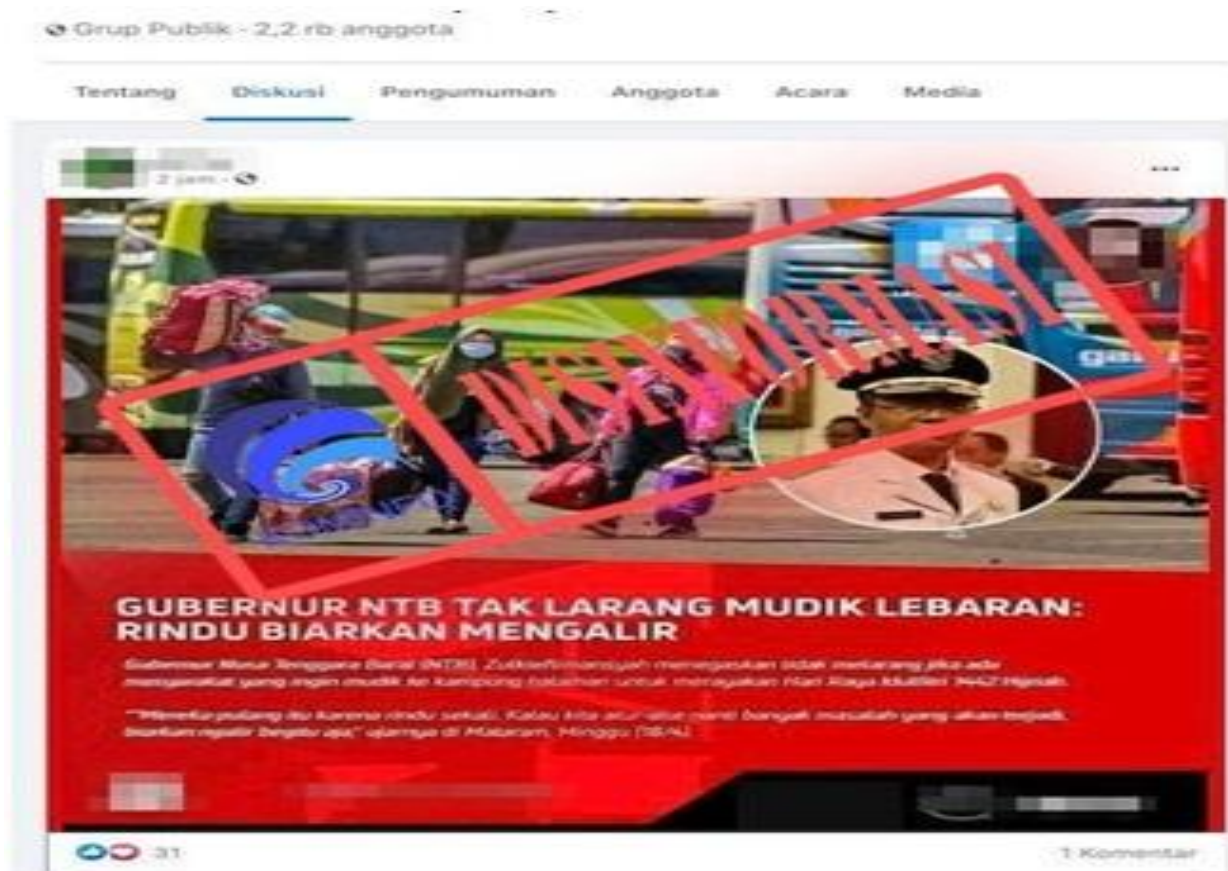 Grup Publik · 2,2 rb anggota
Tentang Diskusi Pengumuman Anggota Acara Media
2 jam
DISINFORMASI
GUBERNUR NTB TAK LARANG MUDIK LEBARAN:
RINDU BIARKAN MENGALIR
Gubernur Nusa Tenggara Barat (NTB), Zulkieflimansyah menegaskan tidak melarang jika ada
masyarakat yang ingin mudik ke kampung halaman untuk merayakan Hari Raya Idulfitri 1442 Hijriah.
"Mereka pulang itu karena rindu sekali. Kalau kita atur-atur nanti banyak masalah yang akan terjadi,
biarkan ngalir begitu aja," ujarnya di Mataram, Minggu (18/4).
31
1 Komentar